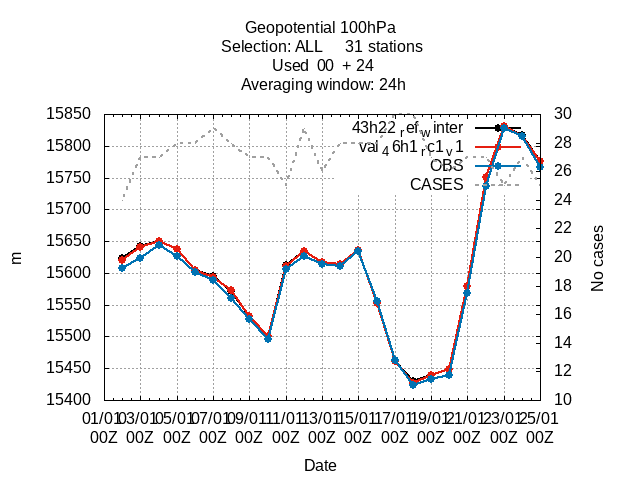 Geopotential 100hPa
Selection: ALL 31 stations
Used 00 + 24
Averaging window: 24h
15850
15800
15750
15700
15650
15600
15550
15500
15450
15400
m
30
28
26
24
22
20
18
16
14
12
10
No cases
43h22_ref_winter
val_46h1_rc1_v1
OBS
CASES
01/01 03/01 05/01 07/01 09/01 11/01 13/01 15/01 17/01 19/01 21/01 23/01 25/01
00Z 00Z 00Z 00Z 00Z 00Z 00Z 00Z 00Z 00Z 00Z 00Z 00Z
Date